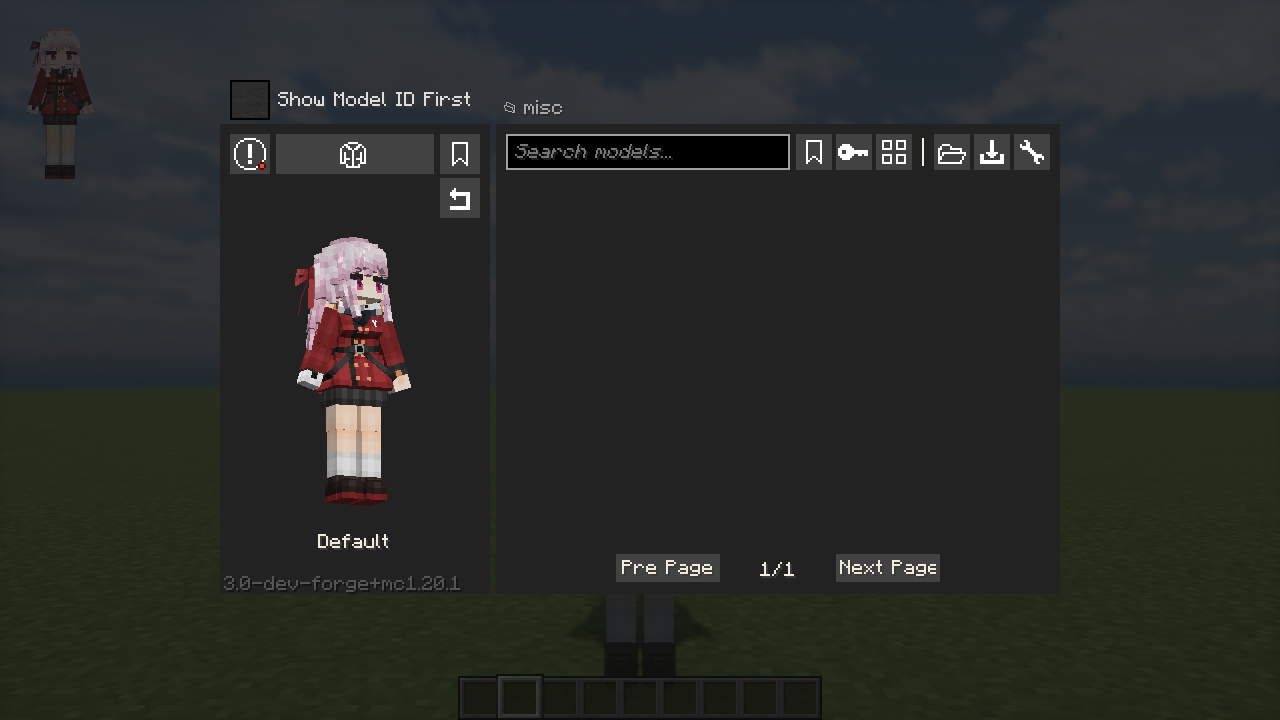 Show Model ID First
misc
Search models...
Default
3.0-dev-forge+mc1.20.1
Pre Page
1/1
Next Page